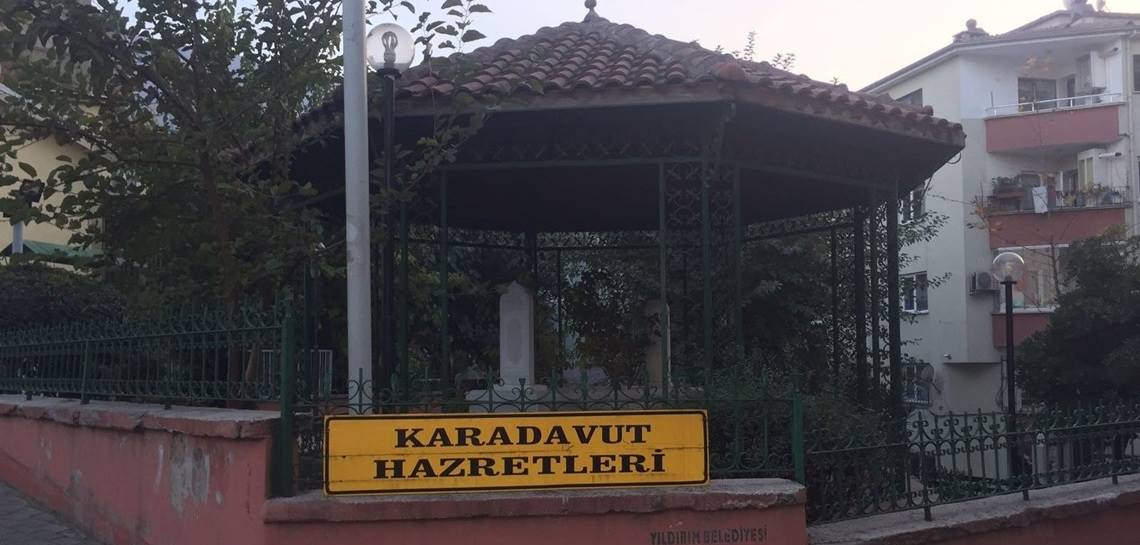 KARADAVUT
HAZRETLERİ
YILDIRIM BELEDİYESİ